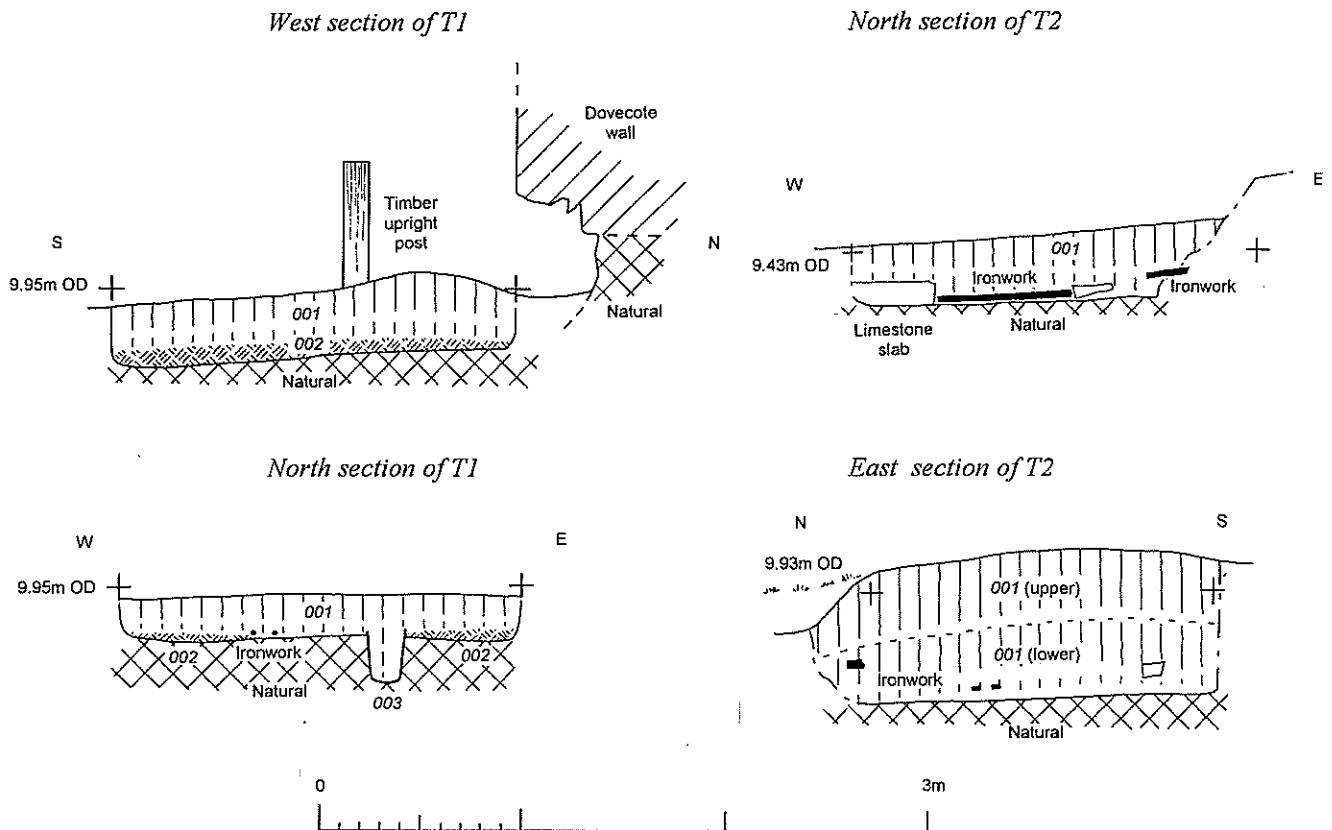 West section of T1
Dovecote
wall
Timber
upright
post
S
N
9.95m OD
001
002
Natural
Natural
North section of T2
W
E
9.43m OD
001
Ironwork
Ironwork
Limestone
slab
Natural
North section of T1
W
E
9.95m OD
001
002
Ironwork
002
Natural
003
East section of T2
N
S
9.93m OD
001 (upper)
001 (lower)
Ironwork
Natural
0
3m